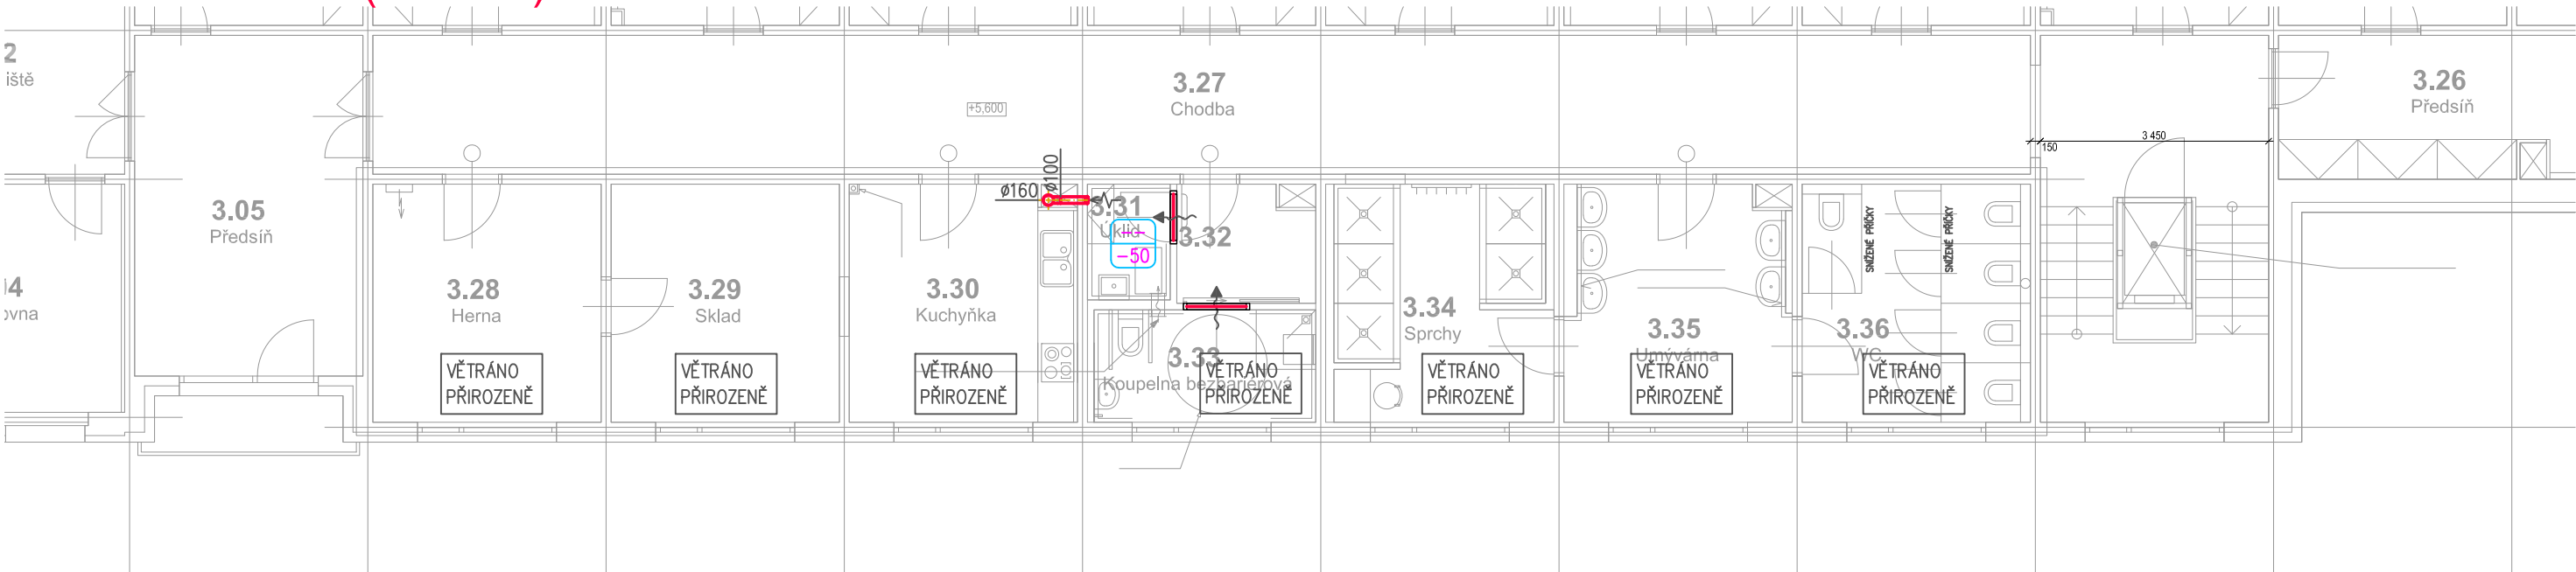 2
iště
3.27
Chodba
3.26
Předsíň
+5,600
3 450
150
ø100
ø160
3.05
Předsíň
3.31
Úklid
--
-50
3.32
SNÍŽENÉ PŘÍČKY
SNÍŽENÉ PŘÍČKY
4
ovna
3.28
Herna
3.29
Sklad
3.30
Kuchyňka
3.33
Koupelna bezbariérová
3.34
Sprchy
3.35
Umývárna
3.36
WC
VĚTRÁNO
PŘIROZENĚ
VĚTRÁNO
PŘIROZENĚ
VĚTRÁNO
PŘIROZENĚ
VĚTRÁNO
PŘIROZENĚ
VĚTRÁNO
PŘIROZENĚ
VĚTRÁNO
PŘIROZENĚ
VĚTRÁNO
PŘIROZENĚ